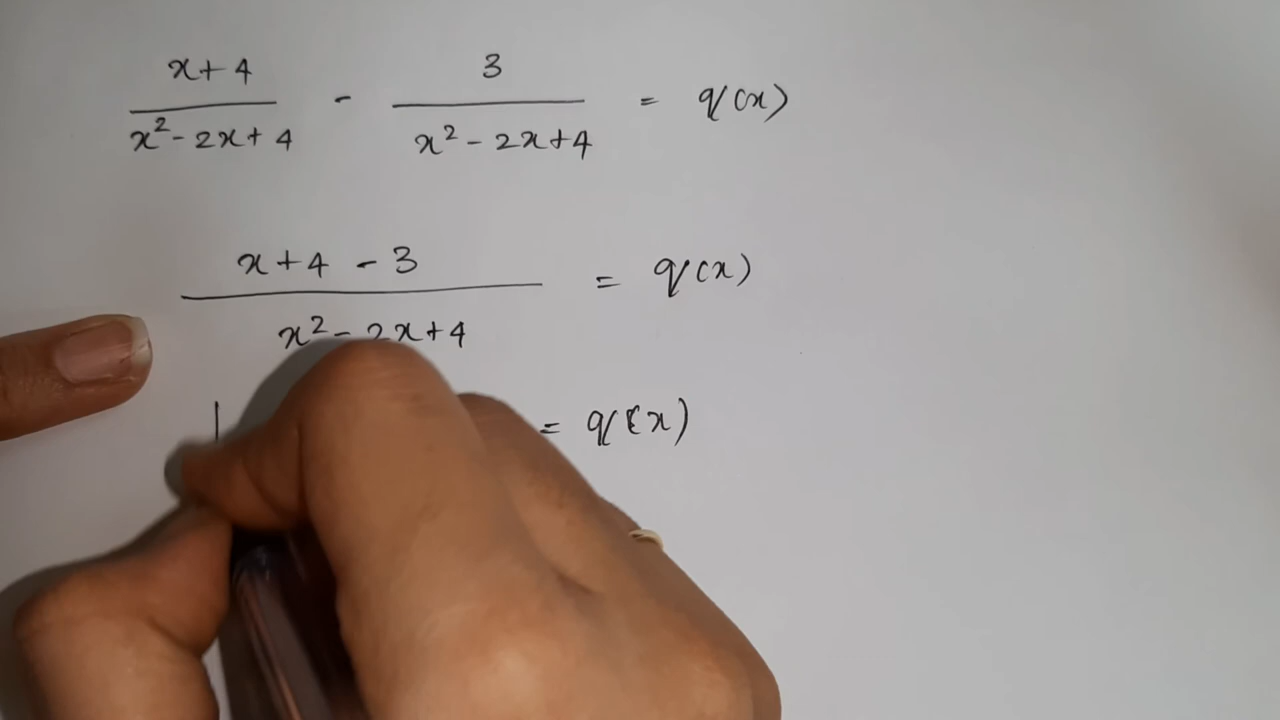 x+4 / x²-2x+4 - 3 / x²-2x+4 = q(x)
x+4-3 / x²-2x+4 = q(x)
= q(x)